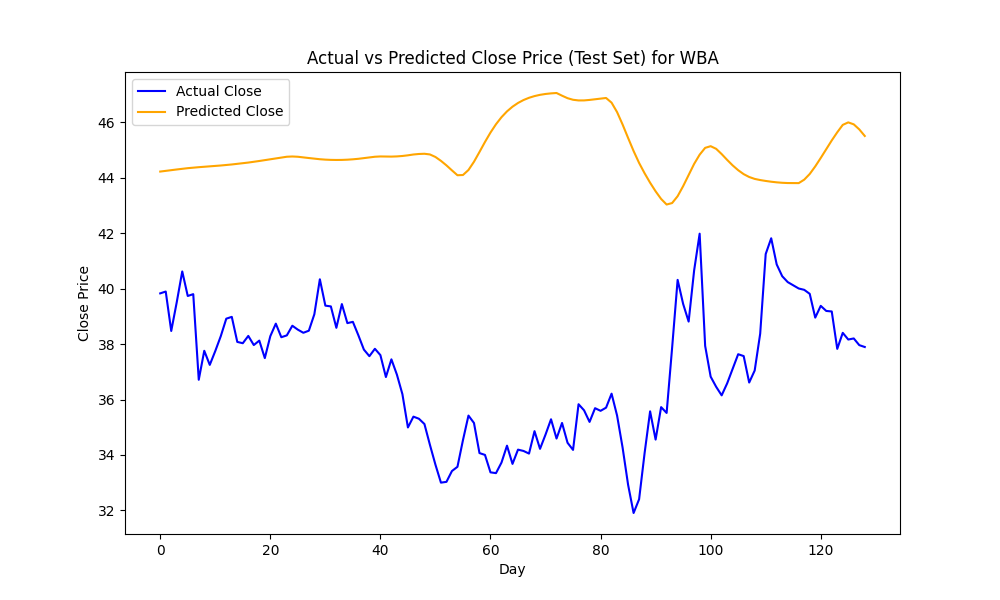 Actual vs Predicted Close Price (Test Set) for WBA
Actual Close
Predicted Close
Close Price
46
44
42
40
38
36
34
32
0 20 40 60 80 100 120
Day